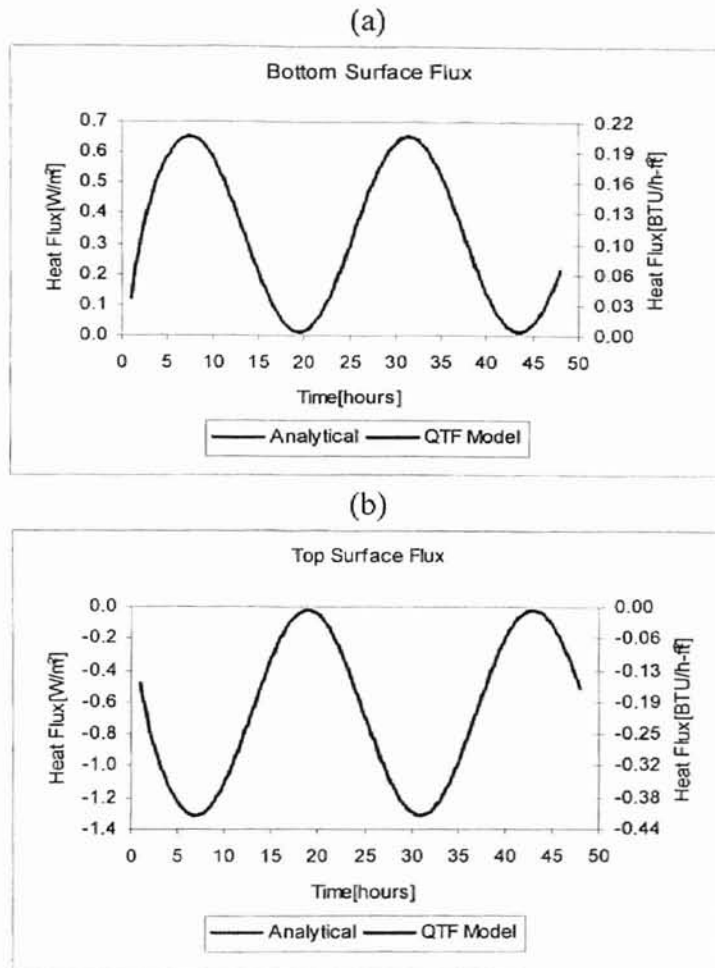 (a)
Bottom Surface Flux
Heat Flux[W/m²]
0.7
0.6
0.5
0.4
0.3
0.2
0.1
0.0
0.22
0.21
0.16
0.13
0.10
0.06
0.03
0.00
Heat Flux[BTU/h-ft²]
0 5 10 15 20 25 30 35 40 45 50
Time[hours]
Analytical QTF Model
(b)
Top Surface Flux
Heat Flux[W/m²]
0.0
-0.2
-0.4
-0.6
-0.8
-1.0
-1.2
-1.4
0.00
-0.06
-0.13
-0.19
-0.25
-0.32
-0.38
-0.44
Heat Flux[BTU/h-ft²]
0 5 10 15 20 25 30 35 40 45 50
Time[hours]
Analytical QTF Model